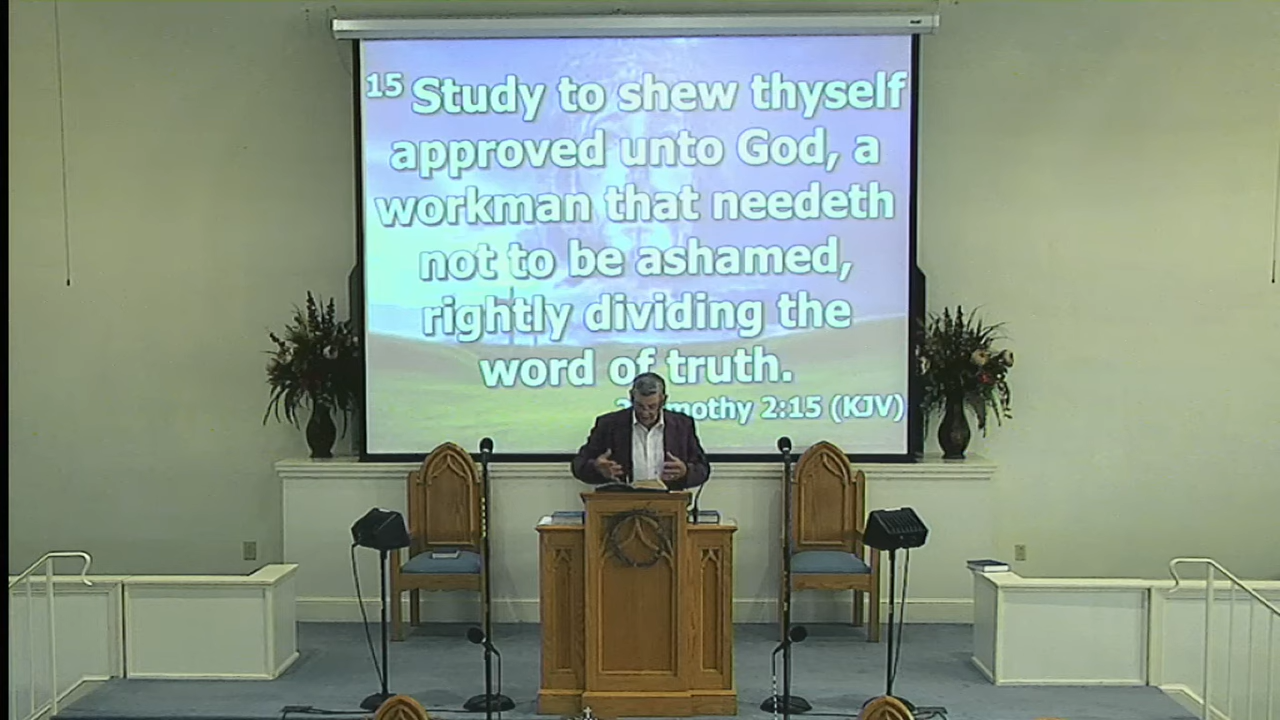 15 Study to shew thyself
approved unto God, a
workman that needeth
not to be ashamed,
rightly dividing the
word of truth.
2:15 (KJV)